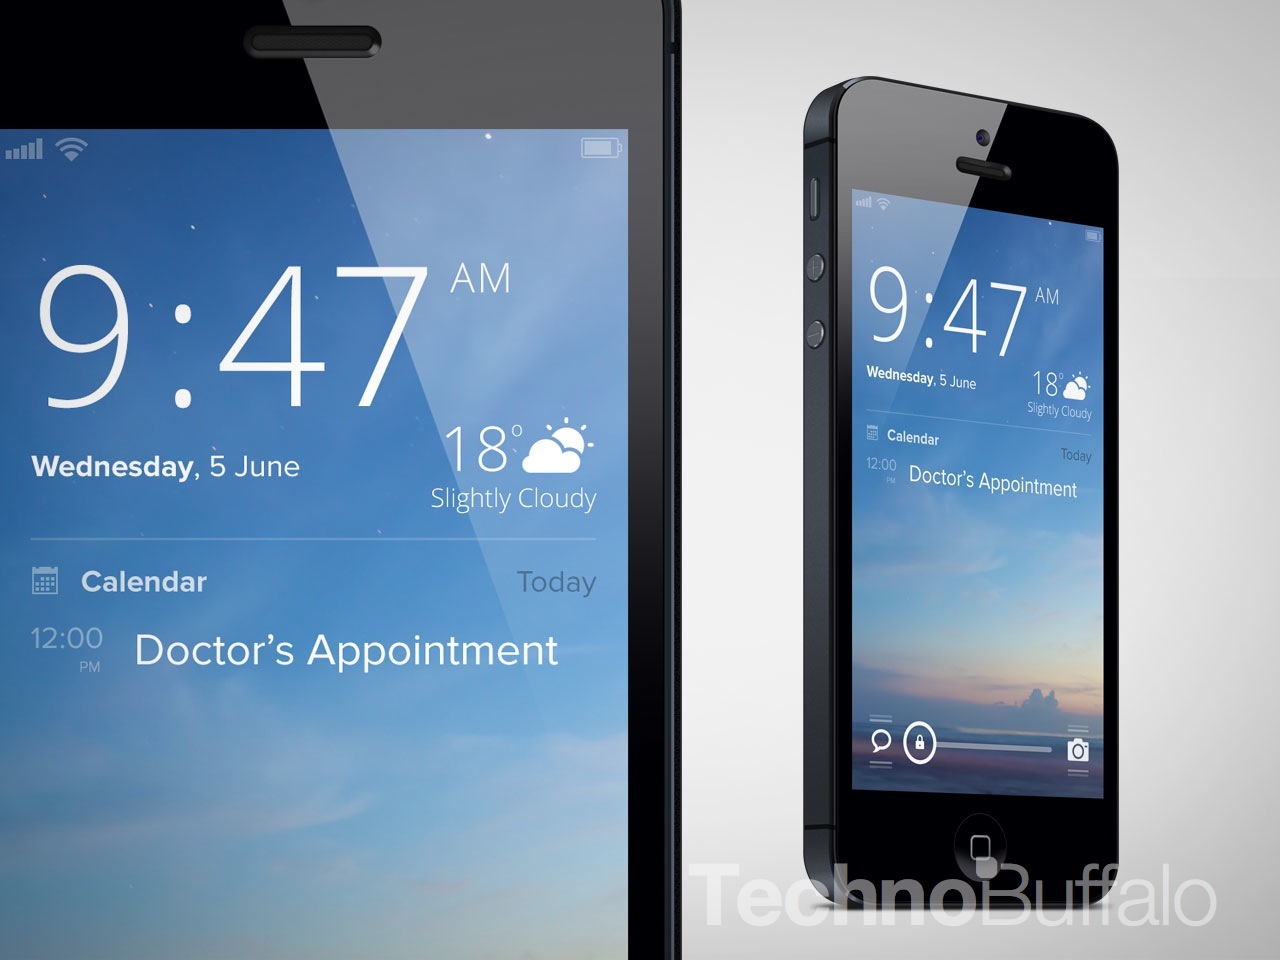 9:47 AM
Wednesday, 5 June
18°
Slightly Cloudy
Calendar Today
12:00 PM Doctor's Appointment
9:47 AM
Wednesday, 5 June
18°
Slightly Cloudy
Calendar
Today
12:00 PM Doctor's Appointment
TechnoBuffalo